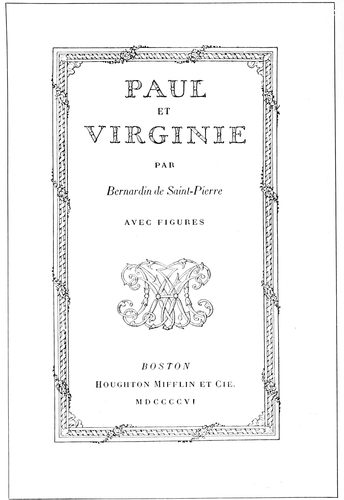 PAUL
ET
VIRGINIE
PAR
Bernardin de Saint-Pierre
AVEC FIGURES
BOSTON
HOUGHTON MIFFLIN ET CIE.
MDCCCCVI